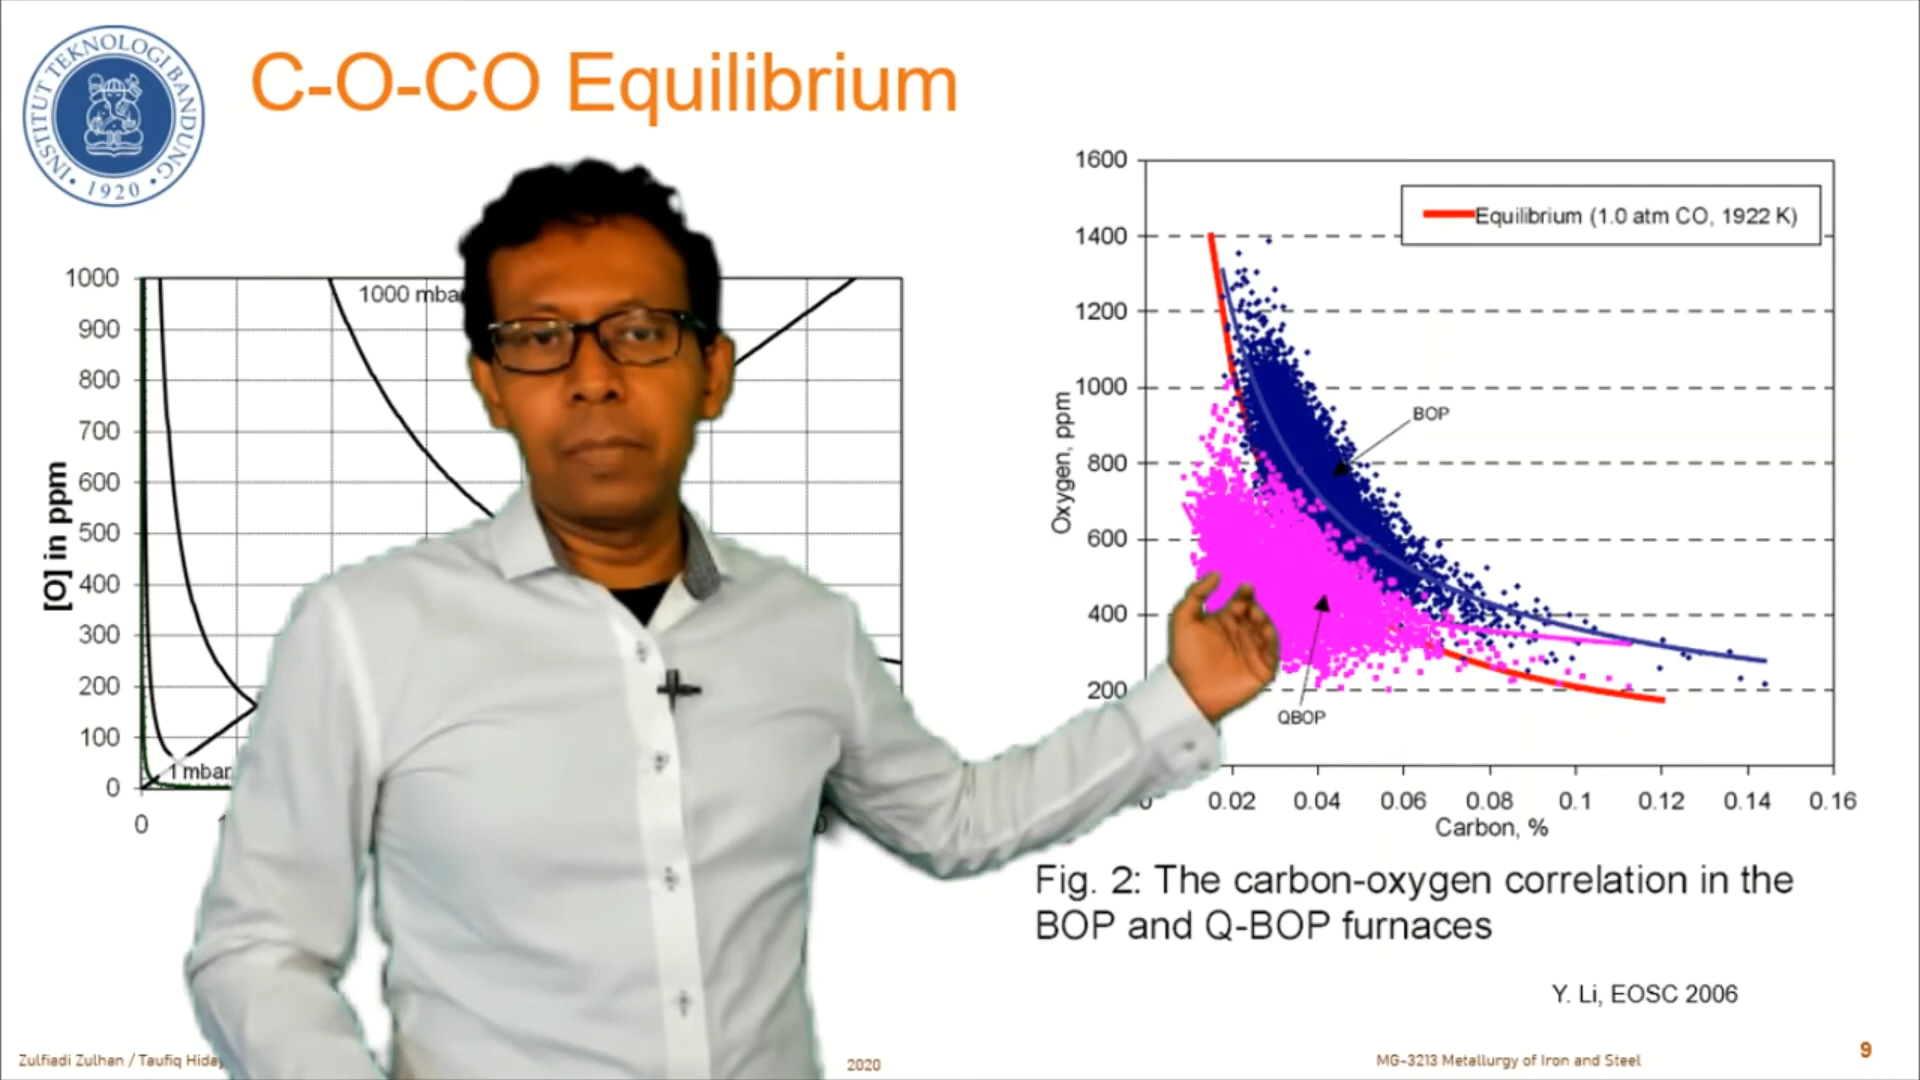 INSTITUT TEKNOLOGI BANDUNG
• 1920 •
C-O-CO Equilibrium
[O] in ppm
1000
900
800
700
600
500
400
300
200
100
0
1000
1 mbar
0
Oxygen, ppm
1600
1400
1200
1000
800
600
400
200
Equilibrium (1.0 atm CO, 1922 K)
BOP
QBOP
0.02 0.04 0.06 0.08 0.1 0.12 0.14 0.16
Carbon, %
Fig. 2: The carbon-oxygen correlation in the
BOP and Q-BOP furnaces
Y. Li, EOSC 2006
Zulfiadi Zulhan / Taufiq
2020
MG-3213 Metallurgy of Iron and Steel
9